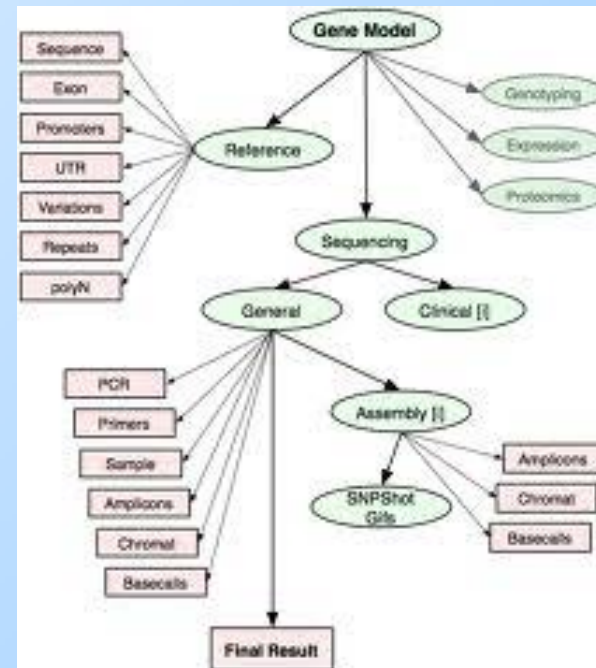 Gene Model
Sequence
Exon
Promoters
UTR
Variations
Repeats
polyN
Reference
Genotyping
Expression
Proteomics
Sequencing
General
Clinical [i]
PCR
Primers
Sample
Amplicons
Chromat
Basecalls
Assembly [i]
SNPShot
Gifs
Amplicons
Chromat
Basecalls
Final Result